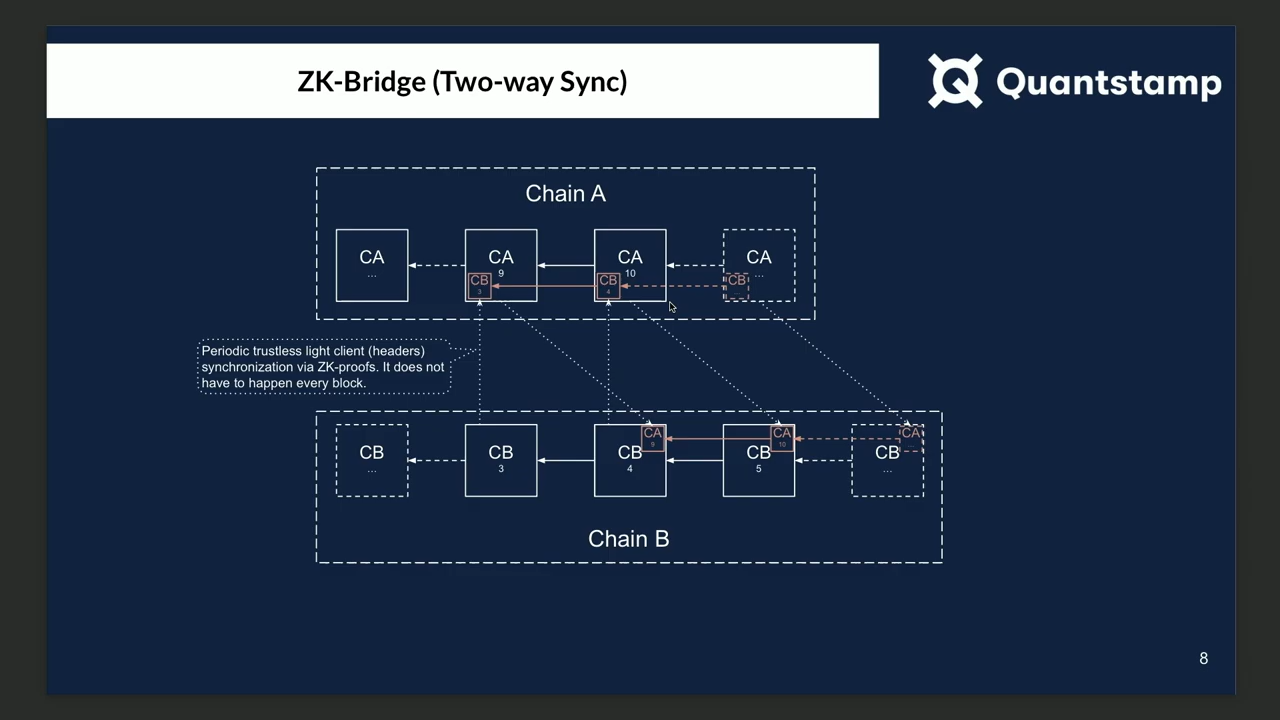 ZK-Bridge (Two-way Sync)
Quantstamp
Chain A
CA
...
CA
9
CB
3
CA
10
CB
4
CA
...
CB
Periodic trustless light client (headers)
synchronization via ZK-proofs. It does not
have to happen every block.
CB
...
CB
3
CA
9
CB
4
CA
10
CB
5
CA
...
CB
...
Chain B
8